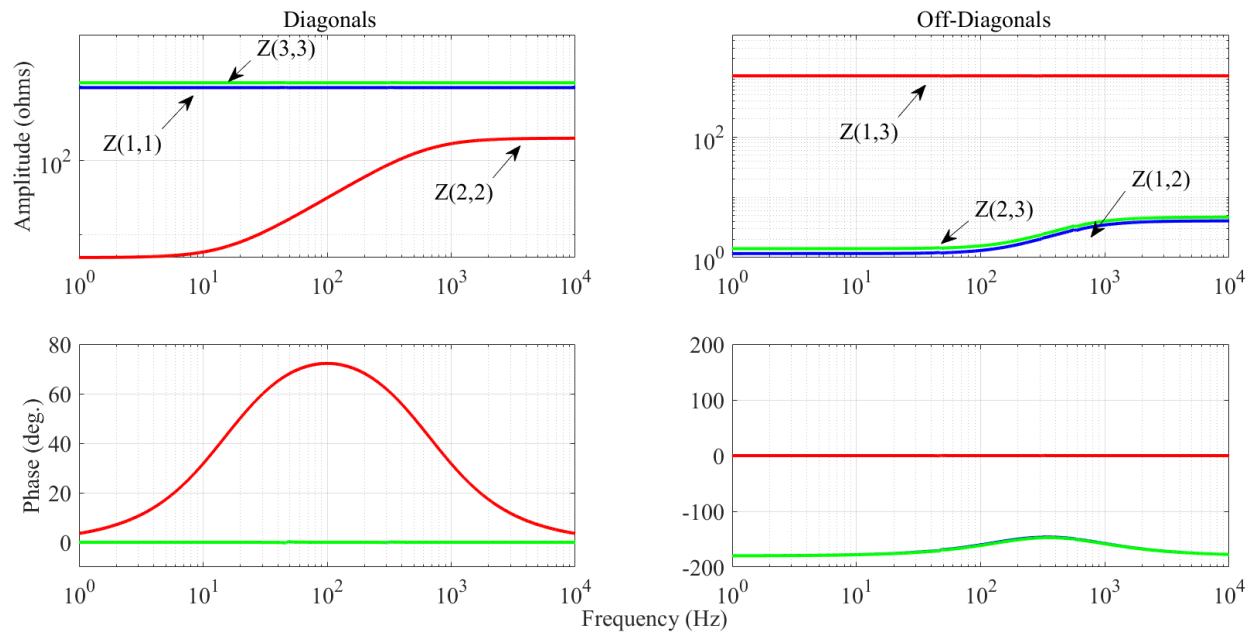 Diagonals
Off-Diagonals
Z(3,3)
Z(1,1)
Z(2,2)
Z(1,3)
Z(1,2)
Z(2,3)
Amplitude (ohms)
10^2
10^2
10^0
10^0 10^1 10^2 10^3 10^4
10^0 10^1 10^2 10^3 10^4
Phase (deg.)
80
60
40
20
0
200
100
0
-100
-200
10^0 10^1 10^2 10^3 10^4
10^0 10^1 10^2 10^3 10^4
Frequency (Hz)